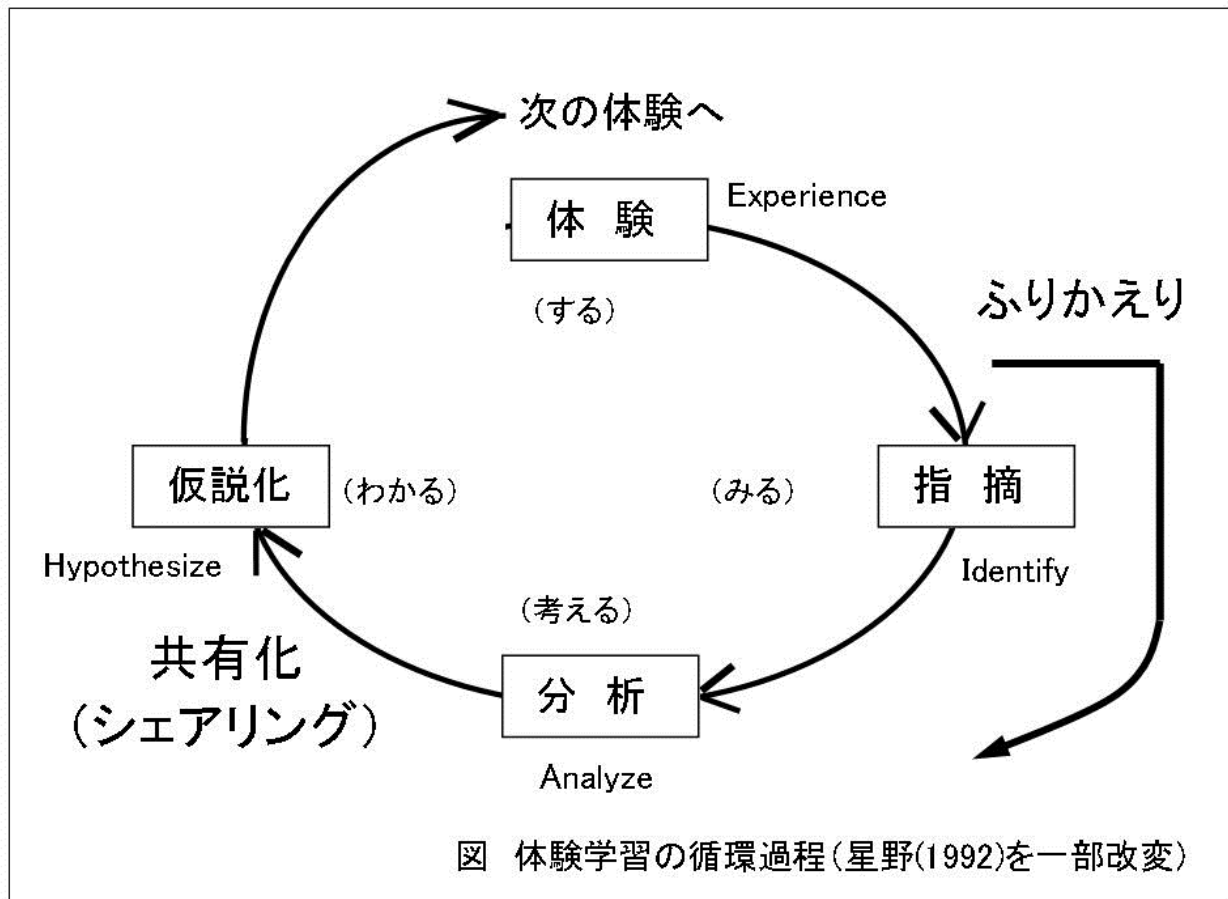 次の体験へ
体 験
Experience
(する)
ふりかえり
指 摘
(みる)
Identify
分 析
(考える)
Analyze
仮説化
(わかる)
Hypothesize
共有化
(シェアリング)
図 体験学習の循環過程(星野(1992)を一部改変)